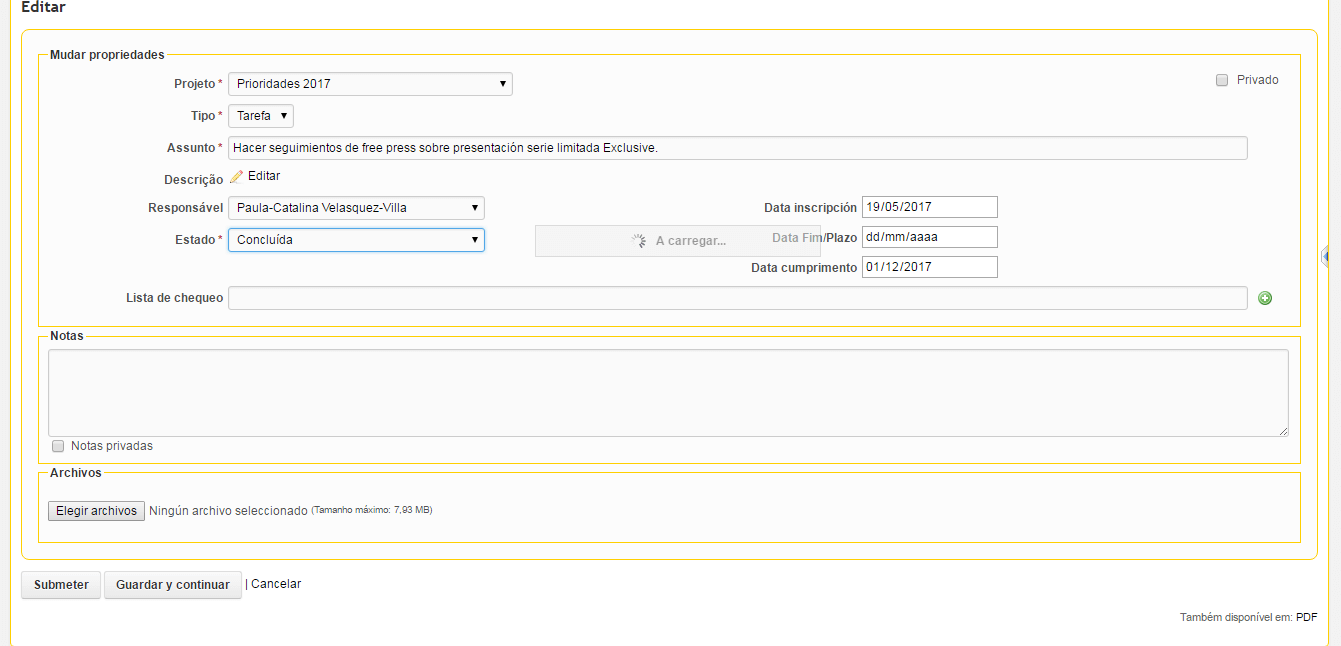 Editar
Mudar propriedades
Projeto * Prioridades 2017 Privado
Tipo * Tarefa
Assunto * Hacer seguimientos de free press sobre presentación serie limitada Exclusive.
Descrição Editar
Responsável Paula-Catalina Velasquez-Villa Data inscripción 19/05/2017
Estado * Concluída A carregar... Data Fim/Plazo dd/mm/aaaa
Data cumprimento 01/12/2017
Lista de chequeo
Notas
Notas privadas
Archivos
Elegir archivos Ningún archivo seleccionado (Tamanho máximo: 7,93 MB)
Submeter Guardar y continuar | Cancelar
Também disponível em: PDF